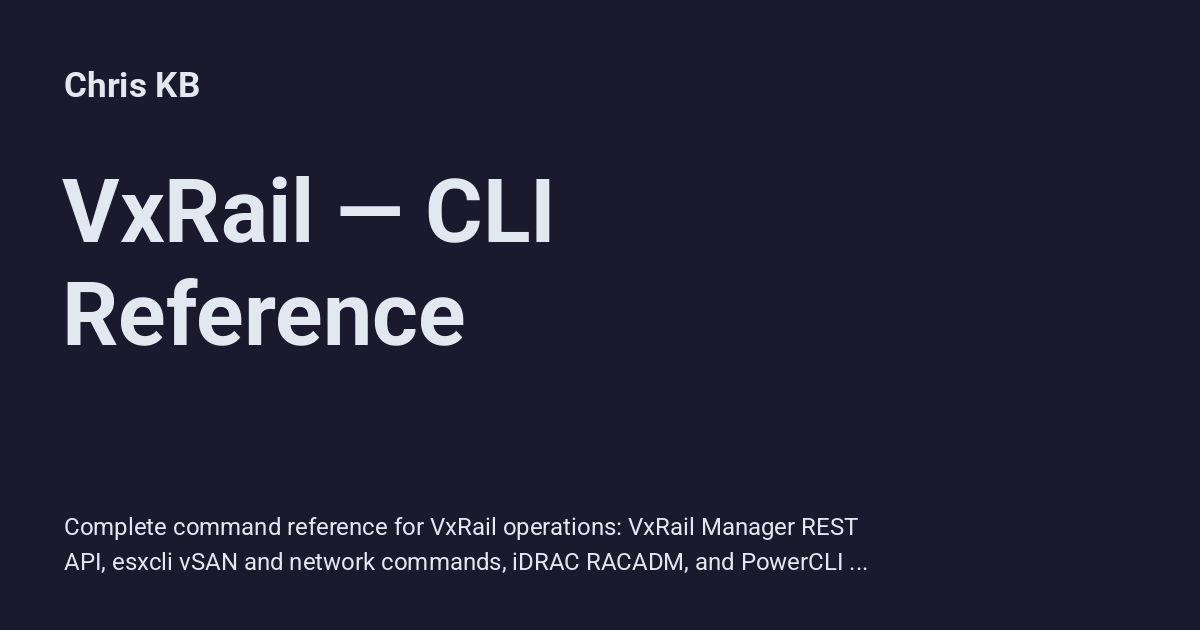 Chris KB
VxRail — CLI
Reference
Complete command reference for VxRail operations: VxRail Manager REST
API, esxcli vSAN and network commands, iDRAC RACADM, and PowerCLI ...